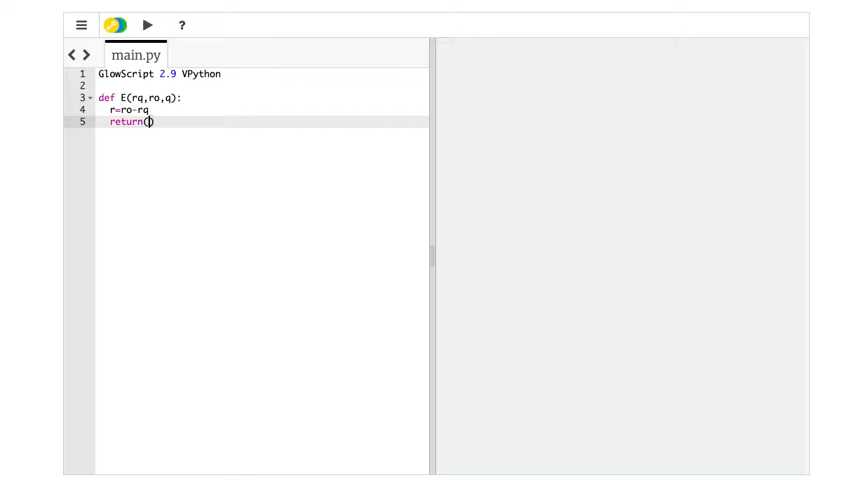 ?
main.py
1 GlowScript 2.9 VPython
2
3 def E(rq,ro,q):
4 r=ro-rq
5 return()